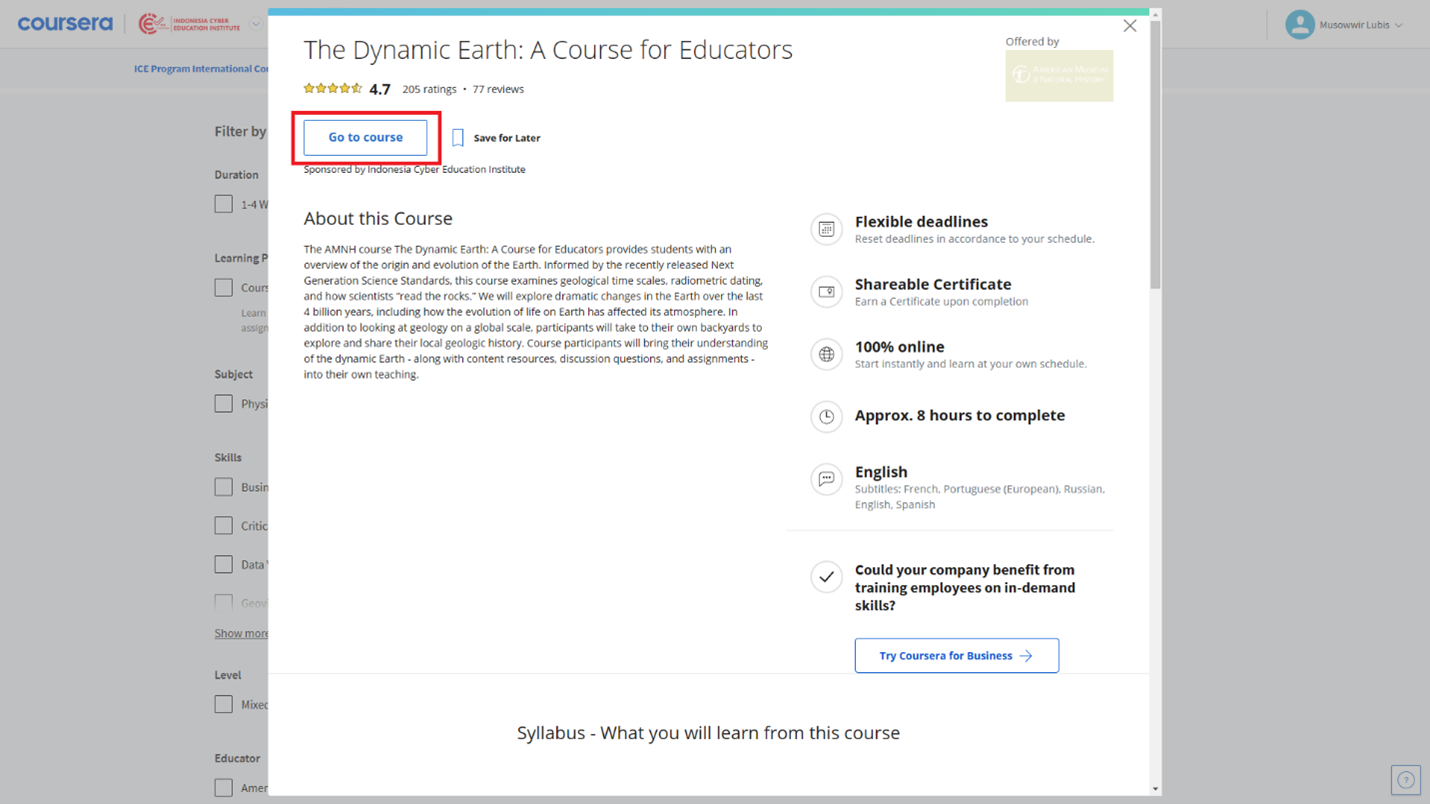 coursera
INDONESIA CYBER
EDUCATION INSTITUTE
Musowwir Lubis
ICE Program International Cou
Filter by
Duration
1-4 W
Learning P
Cours
Learn
assign
Subject
Physi
Skills
Busin
Critic
Data
Geovi
Show more
Level
Mixed
Educator
Amer
The Dynamic Earth: A Course for Educators
4.7 205 ratings • 77 reviews
Offered by
American Museum
Go to course
Save for Later
Sponsored by Indonesia Cyber Education Institute
About this Course
The AMNH course The Dynamic Earth: A Course for Educators provides students with an
overview of the origin and evolution of the Earth. Informed by the recently released Next
Generation Science Standards, this course examines geological time scales, radiometric dating,
and how scientists “read the rocks.” We will explore dramatic changes in the Earth over the last
4 billion years, including how the evolution of life on Earth has affected its atmosphere. In
addition to looking at geology on a global scale, participants will take to their own backyards to
explore and share their local geologic history. Course participants will bring their understanding
of the dynamic Earth - along with content resources, discussion questions, and assignments -
into their own teaching.
Flexible deadlines
Reset deadlines in accordance to your schedule.
Shareable Certificate
Earn a Certificate upon completion
100% online
Start instantly and learn at your own schedule.
Approx. 8 hours to complete
English
Subtitles: French, Portuguese (European), Russian,
English, Spanish
Could your company benefit from
training employees on in-demand
skills?
Try Coursera for Business →
Syllabus - What you will learn from this course